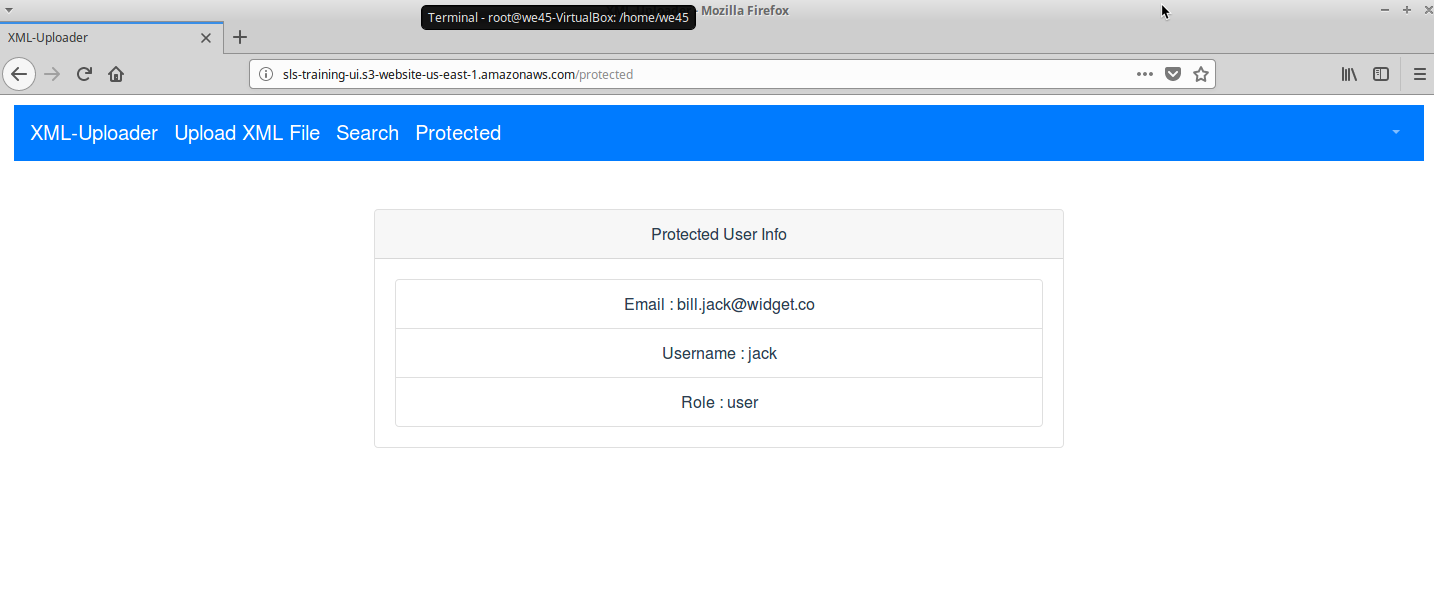 Terminal - root@we45-VirtualBox: /home/we45
- Mozilla Firefox
XML-Uploader
sls-training-ui.s3-website-us-east-1.amazonaws.com/protected
XML-Uploader Upload XML File Search Protected
Protected User Info
Email : bill.jack@widget.co
Username : jack
Role : user